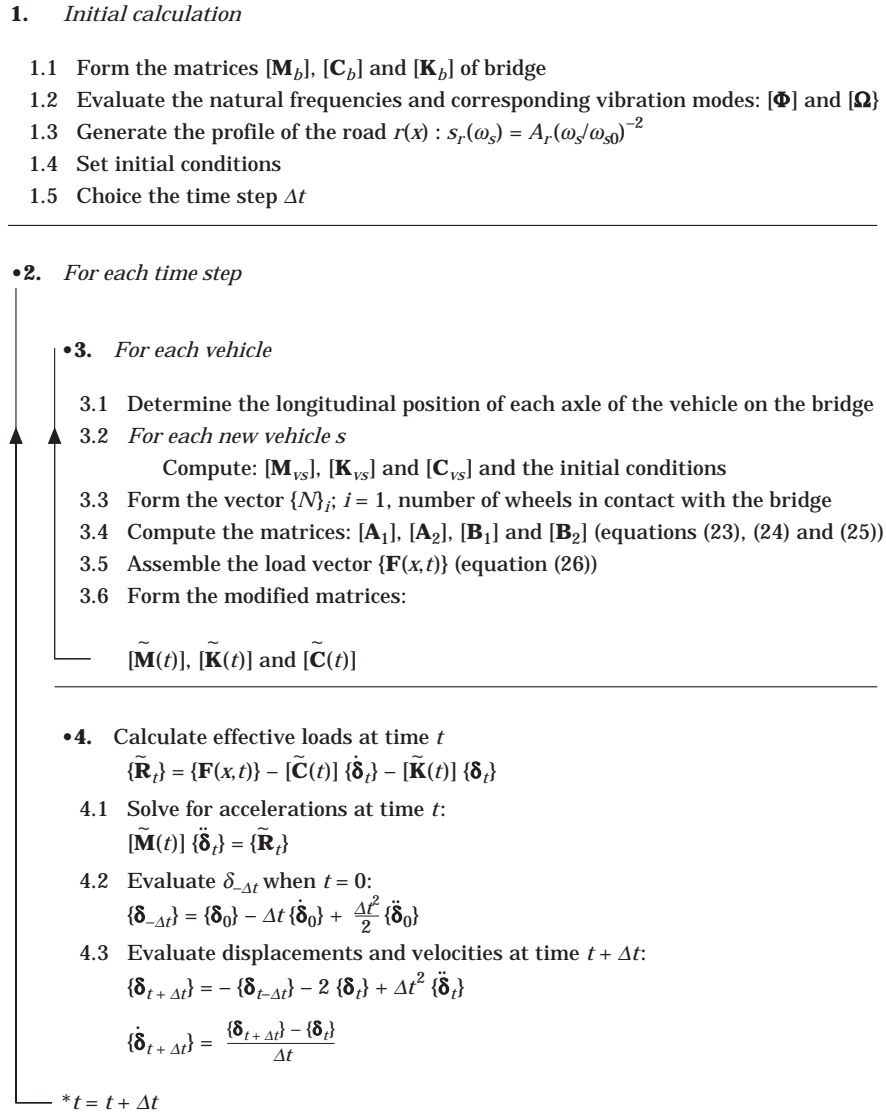 1. Initial calculation
1.1 Form the matrices [M_b], [C_b] and [K_b] of bridge
1.2 Evaluate the natural frequencies and corresponding vibration modes: [Φ] and [Ω}
1.3 Generate the profile of the road r(x) : s_r(ω_s) = A_r(ω_s/ω_s0)^−2
1.4 Set initial conditions
1.5 Choice the time step Δt
•2. For each time step
•3. For each vehicle
3.1 Determine the longitudinal position of each axle of the vehicle on the bridge
3.2 For each new vehicle s
Compute: [M_vs], [K_vs] and [C_vs] and the initial conditions
3.3 Form the vector {N}_i; i = 1, number of wheels in contact with the bridge
3.4 Compute the matrices: [A_1], [A_2], [B_1] and [B_2] (equations (23), (24) and (25))
3.5 Assemble the load vector {F(x,t)} (equation (26))
3.6 Form the modified matrices:
[M̃(t)], [K̃(t)] and [C̃(t)]
•4. Calculate effective loads at time t
{R̃_t} = {F(x,t)} − [C̃(t)] {δ̇_t} − [K̃(t)] {δ_t}
4.1 Solve for accelerations at time t:
[M̃(t)] {δ̈_t} = {R̃_t}
4.2 Evaluate δ_−Δt when t = 0:
{δ_−Δt} = {δ_0} − Δt {δ̇_0} + Δt^2/2 {δ̈_0}
4.3 Evaluate displacements and velocities at time t + Δt:
{δ_t + Δt} = − {δ_t−Δt} − 2 {δ_t} + Δt^2 {δ̈_t}
{δ̇_t + Δt} = {δ_t + Δt} − {δ_t} / Δt
*t = t + Δt